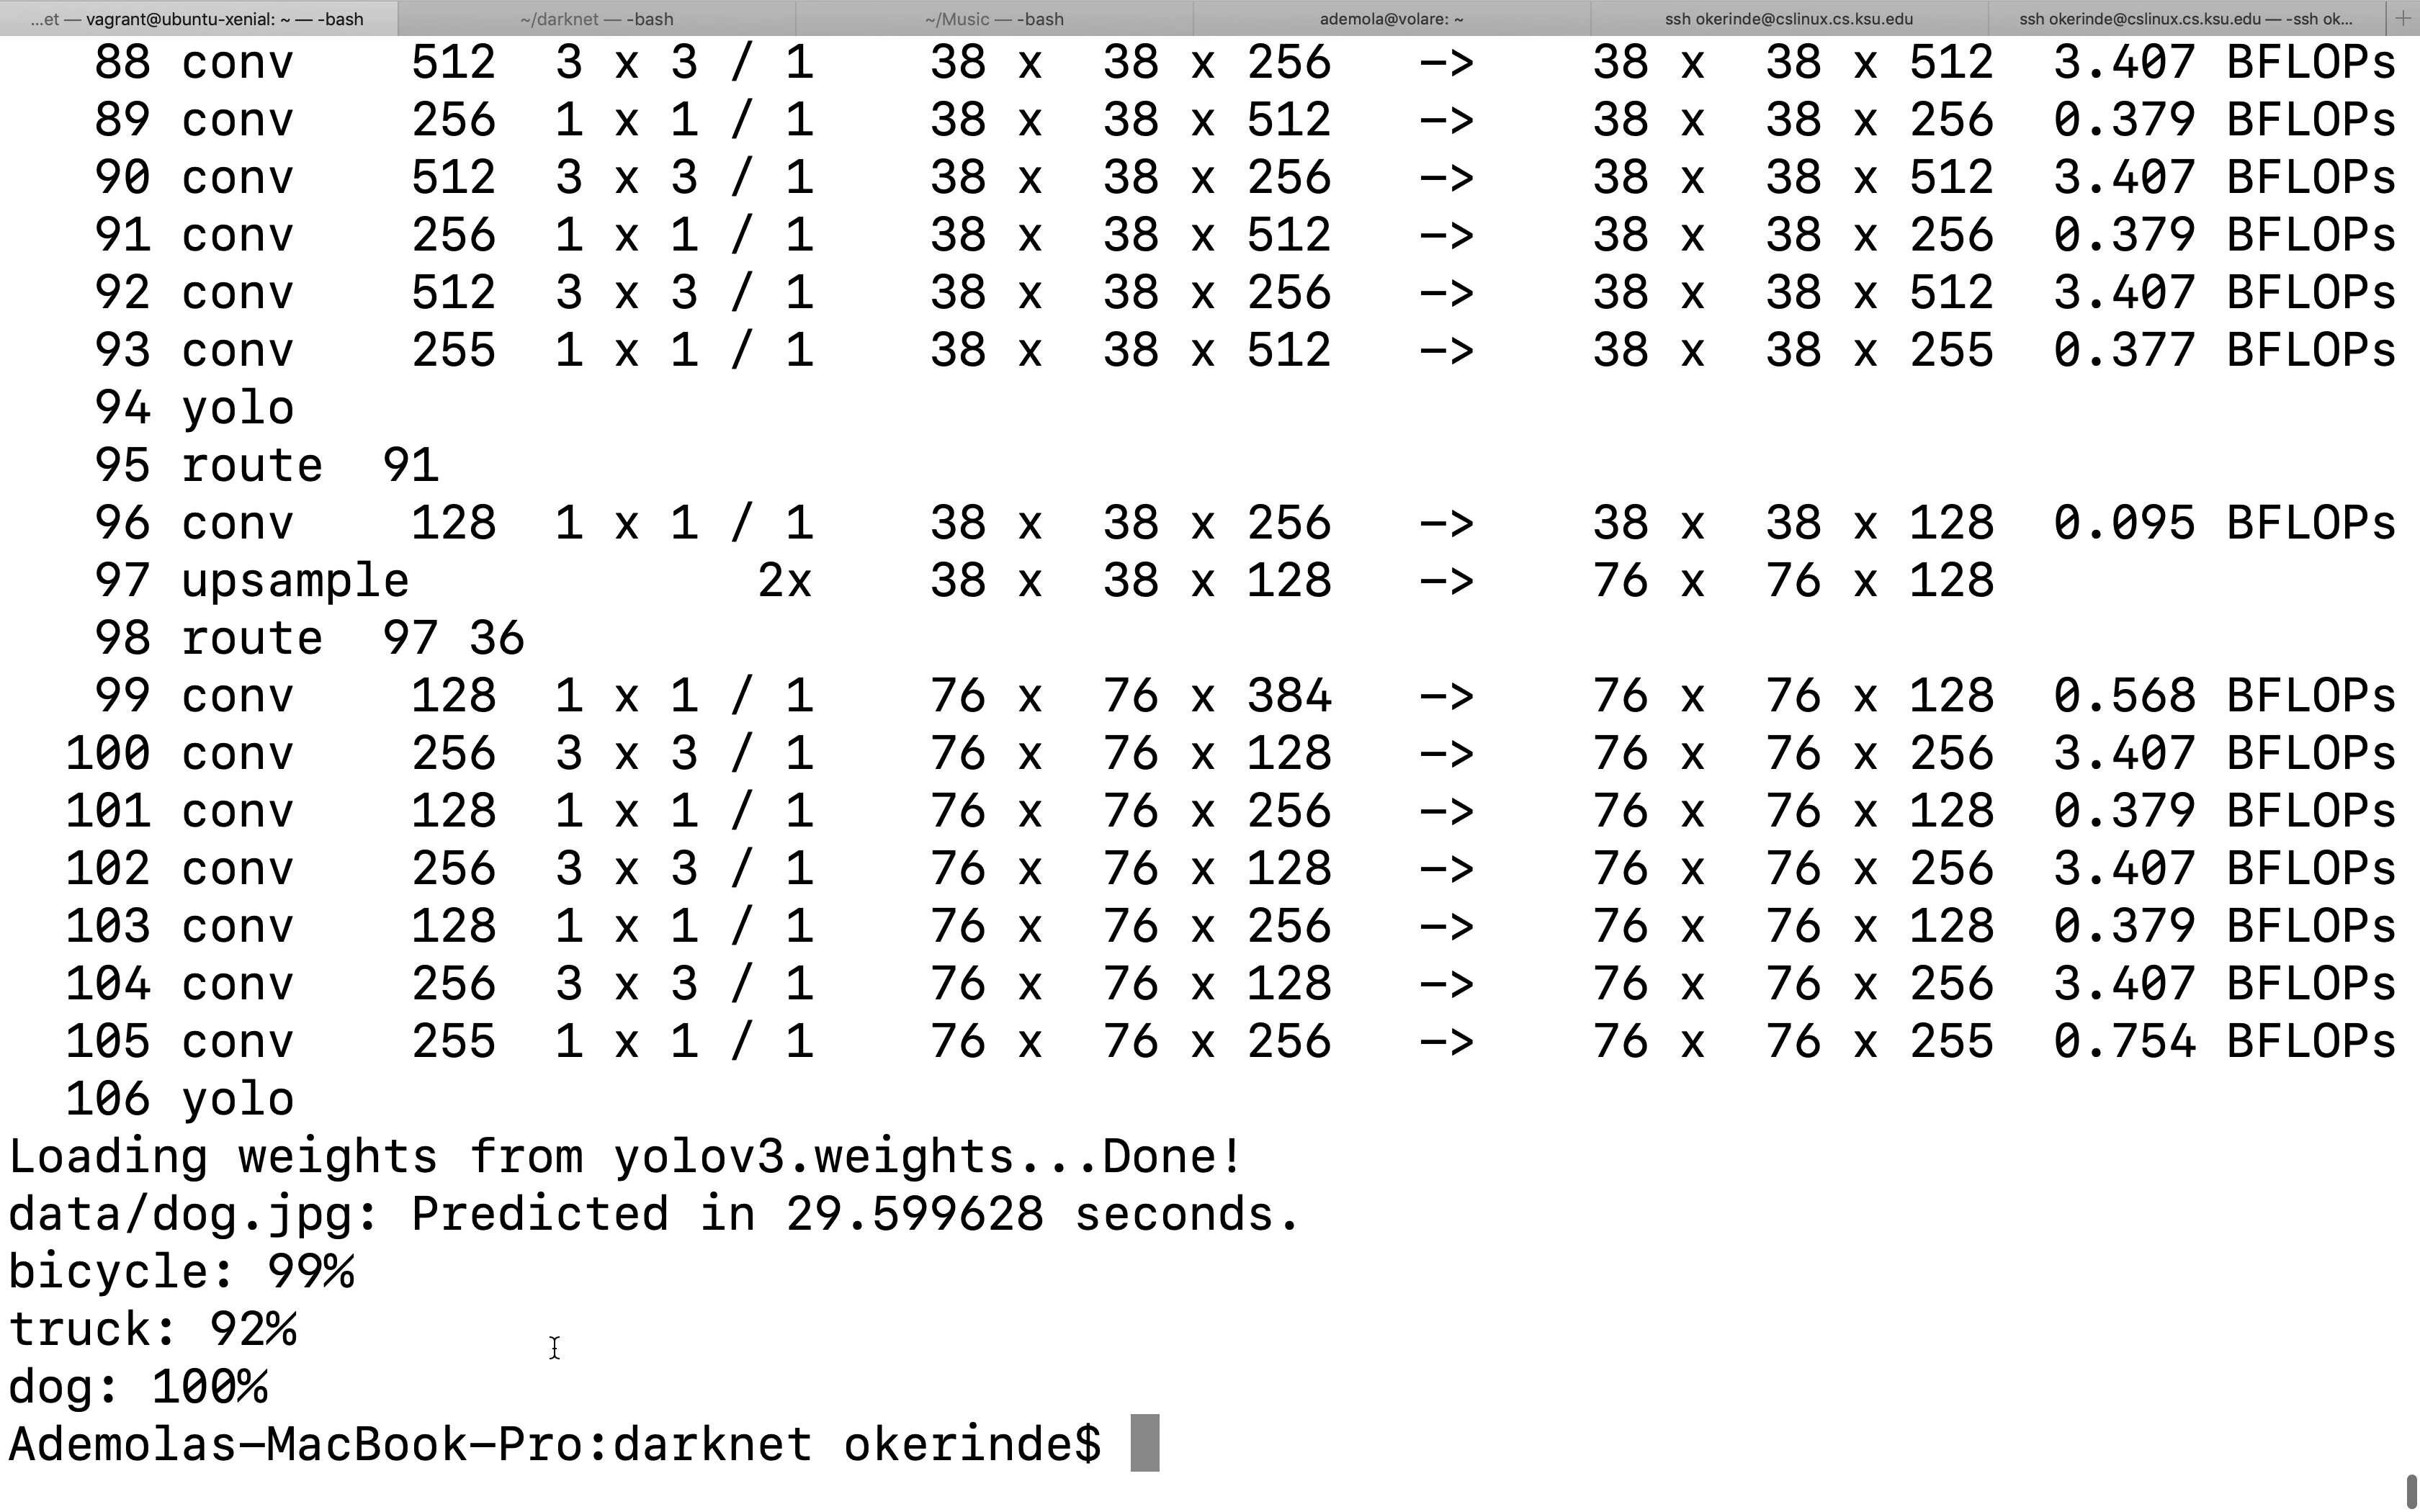 ...et — vagrant@ubuntu-xenial: ~ — -bash ~/darknet — -bash ~/Music — -bash ademola@volare: ~ ssh okerinde@cslinux.cs.ksu.edu ssh okerinde@cslinux.cs.ksu.edu — -ssh ok... +
88 conv 512 3 x 3 / 1 38 x 38 x 256 -> 38 x 38 x 512 3.407 BFLOPs
89 conv 256 1 x 1 / 1 38 x 38 x 512 -> 38 x 38 x 256 0.379 BFLOPs
90 conv 512 3 x 3 / 1 38 x 38 x 256 -> 38 x 38 x 512 3.407 BFLOPs
91 conv 256 1 x 1 / 1 38 x 38 x 512 -> 38 x 38 x 256 0.379 BFLOPs
92 conv 512 3 x 3 / 1 38 x 38 x 256 -> 38 x 38 x 512 3.407 BFLOPs
93 conv 255 1 x 1 / 1 38 x 38 x 512 -> 38 x 38 x 255 0.377 BFLOPs
94 yolo
95 route 91
96 conv 128 1 x 1 / 1 38 x 38 x 256 -> 38 x 38 x 128 0.095 BFLOPs
97 upsample 2x 38 x 38 x 128 -> 76 x 76 x 128
98 route 97 36
99 conv 128 1 x 1 / 1 76 x 76 x 384 -> 76 x 76 x 128 0.568 BFLOPs
100 conv 256 3 x 3 / 1 76 x 76 x 128 -> 76 x 76 x 256 3.407 BFLOPs
101 conv 128 1 x 1 / 1 76 x 76 x 256 -> 76 x 76 x 128 0.379 BFLOPs
102 conv 256 3 x 3 / 1 76 x 76 x 128 -> 76 x 76 x 256 3.407 BFLOPs
103 conv 128 1 x 1 / 1 76 x 76 x 256 -> 76 x 76 x 128 0.379 BFLOPs
104 conv 256 3 x 3 / 1 76 x 76 x 128 -> 76 x 76 x 256 3.407 BFLOPs
105 conv 255 1 x 1 / 1 76 x 76 x 256 -> 76 x 76 x 255 0.754 BFLOPs
106 yolo
Loading weights from yolov3.weights...Done!
data/dog.jpg: Predicted in 29.599628 seconds.
bicycle: 99%
truck: 92%
dog: 100%
Ademolas-MacBook-Pro:darknet okerinde$